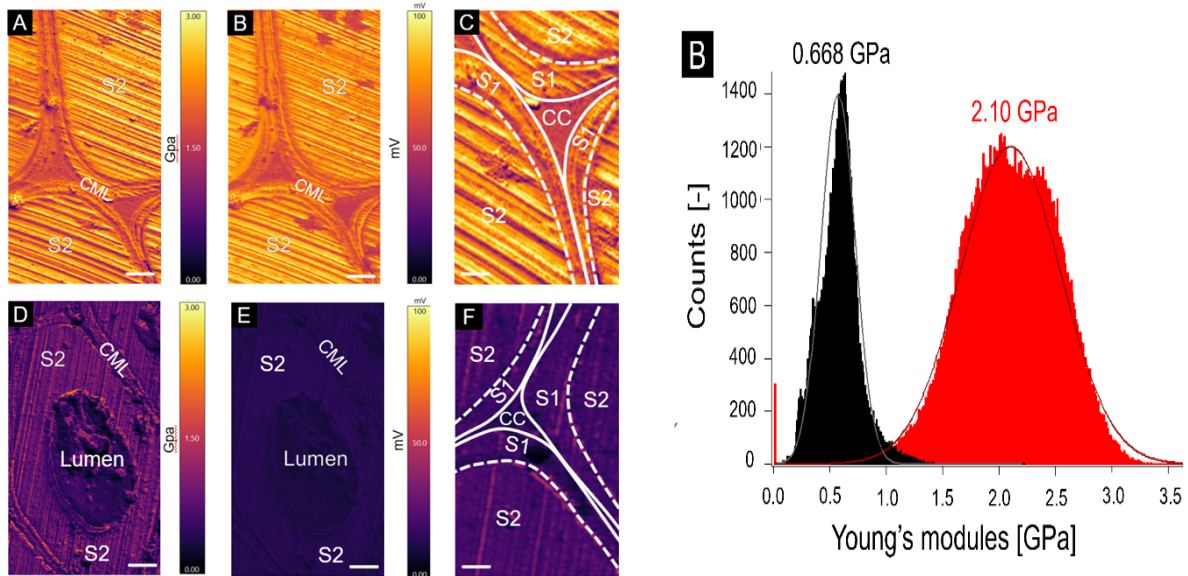 A
S2
CML
S2
3.00
1.50
0.00
Gpa
B
S2
CML
S2
mV
100
50.0
0.00
mV
C
S2
S1
S1
CC
S1
S2
S2
D
S2
CML
Lumen
S2
3.00
1.50
0.00
Gpa
E
S2
CML
Lumen
S2
mV
100
50.0
0.00
mV
F
S2
S1
S1
S2
CC
S1
S2
B
0.668 GPa
2.10 GPa
Counts [-]
1400
1200
1000
800
600
400
200
0
0.0 0.5 1.0 1.5 2.0 2.5 3.0 3.5
Young's modules [GPa]